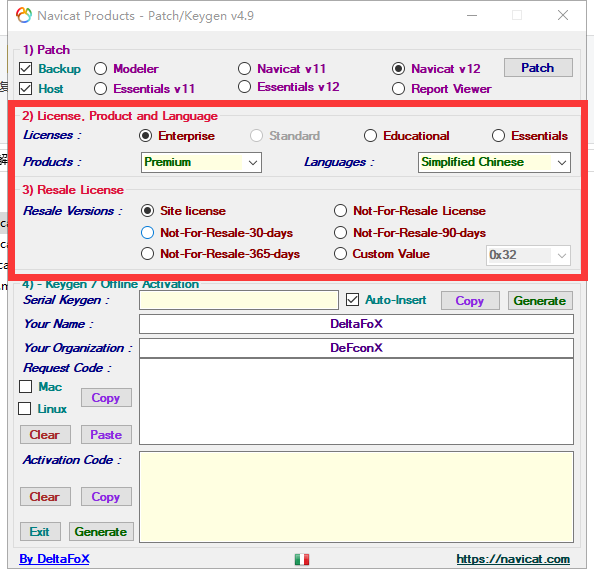 Navicat Products - Patch/Keygen v4.9
1) Patch
Backup Modeler Navicat v11 Navicat v12 Patch
Host Essentials v11 Essentials v12 Report Viewer
2) License, Product and Language
Licenses : Enterprise Standard Educational Essentials
Products : Premium Languages : Simplified Chinese
3) Resale License
Resale Versions : Site license Not-For-Resale License
Not-For-Resale-30-days Not-For-Resale-90-days
Not-For-Resale-365-days Custom Value 0x32
4) - Keygen / Offline Activation
Serial Keygen : Auto-Insert Copy Generate
Your Name : DeltaFoX
Your Organization : DeFconX
Request Code :
Mac
Copy
Linux
Clear Paste
Activation Code :
Clear Copy
Exit Generate
By DeltaFoX https://navicat.com